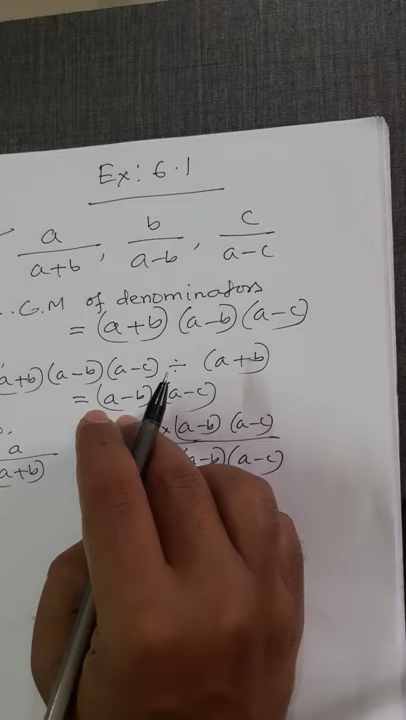 Ex: 6.1
a/(a+b), b/(a-b), c/(a-c)
.. C.M of denominators
= (a+b) (a-b) (a-c)
(a+b) (a-b) (a-c) ÷ (a+b)
= (a-b) (a-c)
a/(a+b) ×(a-b) (a-c)/(a-b)(a-c)